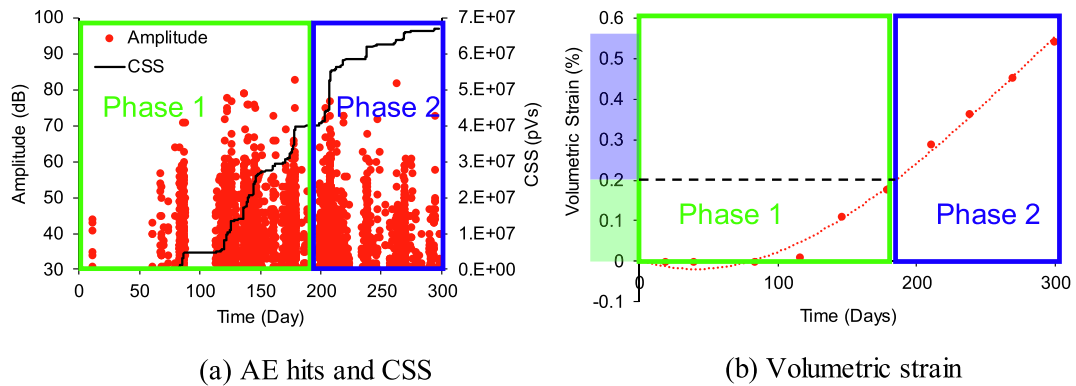 100
90
80
70
60
50
40
30
Amplitude (dB)
Amplitude
CSS
Phase 1
Phase 2
7.E+07
6.E+07
5.E+07
4.E+07
3.E+07
2.E+07
1.E+07
0.E+00
CSS (pVs)
0 50 100 150 200 250 300
Time (Day)
(a) AE hits and CSS
0.6
0.5
0.4
0.3
0.2
0.1
0
-0.1
Volumetric Strain (%)
Phase 1
Phase 2
0 100 200 300
Time (Days)
(b) Volumetric strain